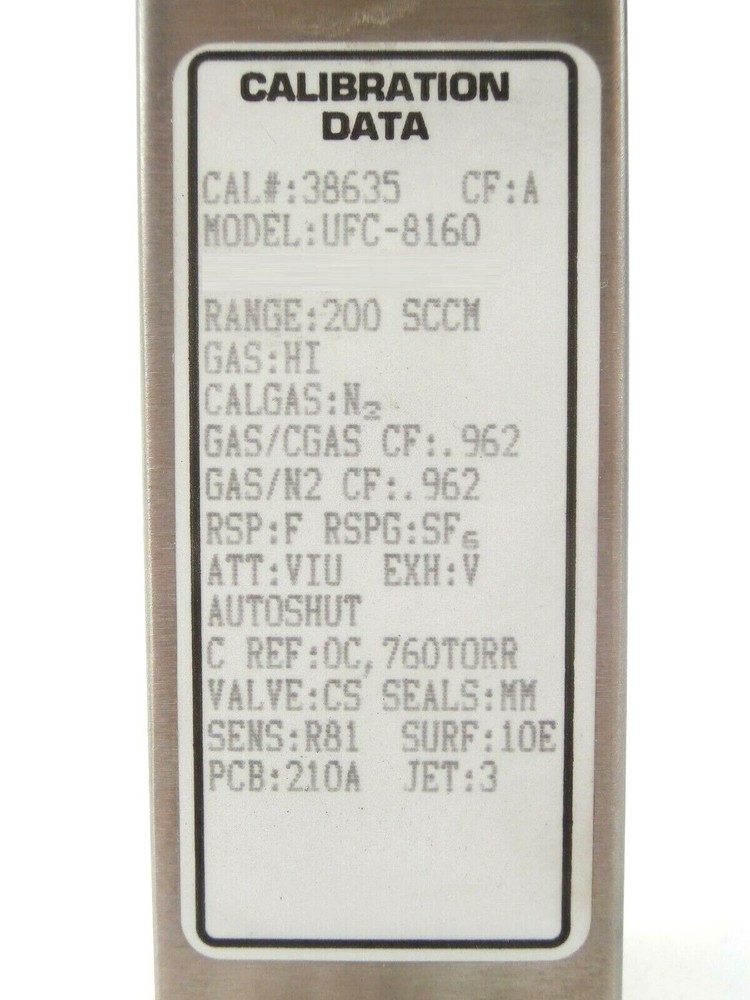 CALIBRATION
DATA
CAL#:38635 CF:A
MODEL:UFC-8160
RANGE:200 SCCM
GAS:HI
CALGAS:N₂
GAS/CGAS CF:.962
GAS/N2 CF:.962
RSP:F RSPG:SF₆
ATT:VIU EXH:V
AUTOSHUT
C REF:0C,760TORR
VALVE:CS SEALS:MM
SENS:R81 SURF:10E
PCB:210A JET:3